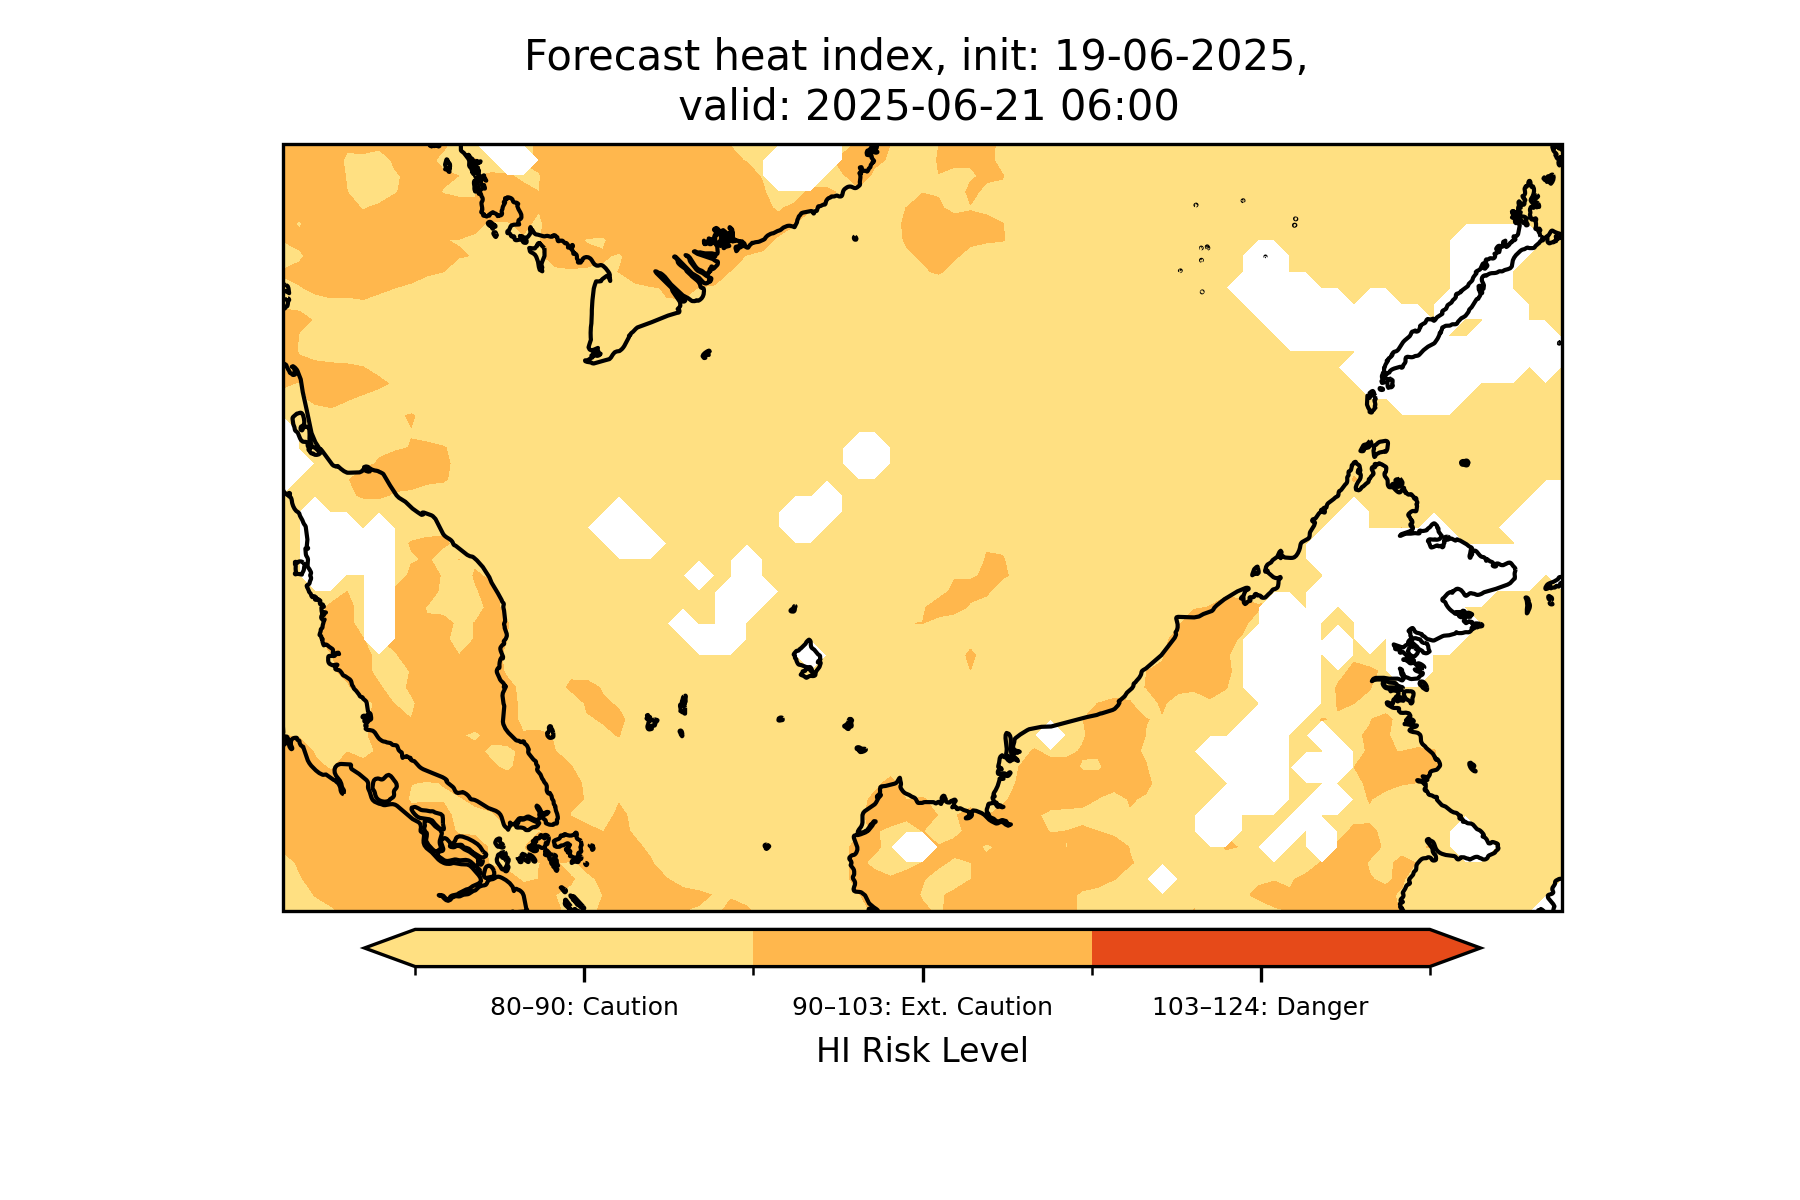 Forecast heat index, init: 19-06-2025,
valid: 2025-06-21 06:00
80–90: Caution
90–103: Ext. Caution
103–124: Danger
HI Risk Level